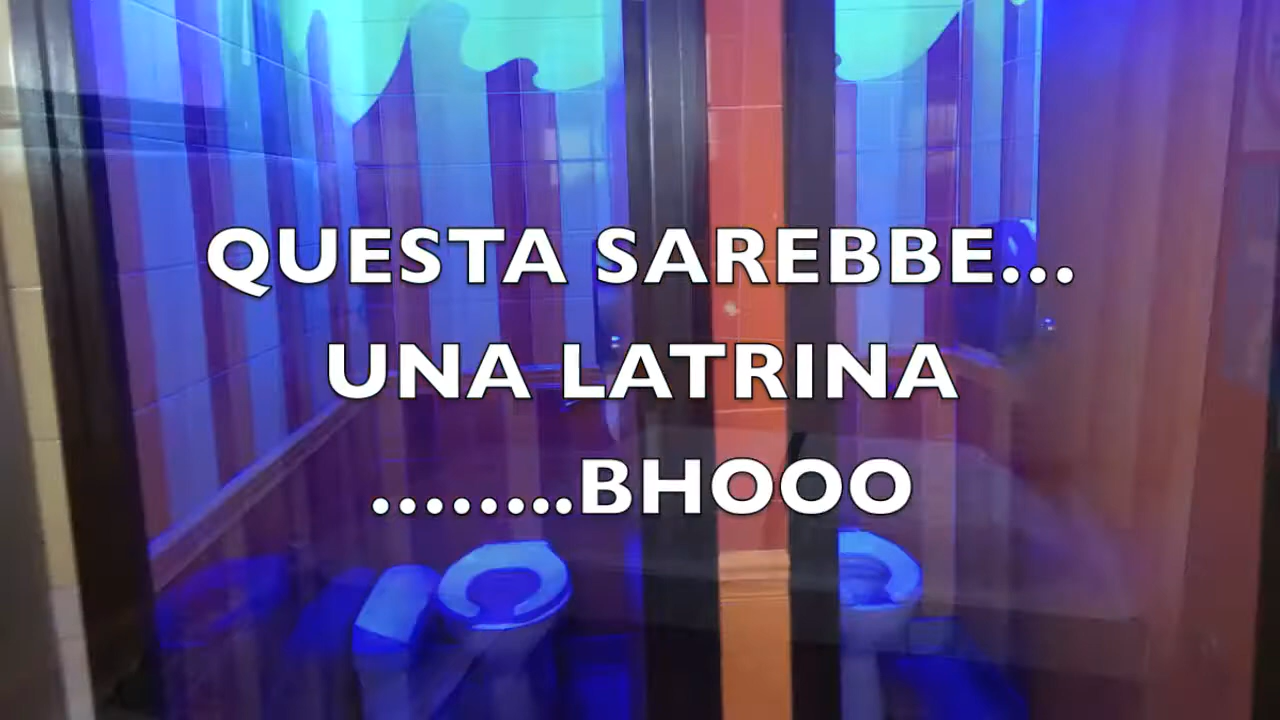 QUESTA SAREBBE...
UNA LATRINA
........BHOOO